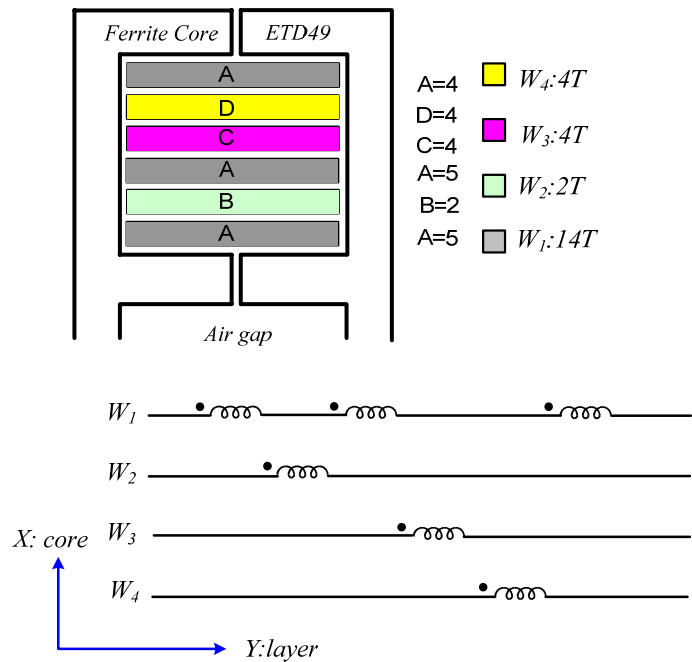 Ferrite Core
ETD49
A
D
C
A
B
A
A=4
D=4
C=4
A=5
B=2
A=5
W4:4T
W3:4T
W2:2T
W1:14T
Air gap
W1
W2
W3
W4
X: core
Y:layer